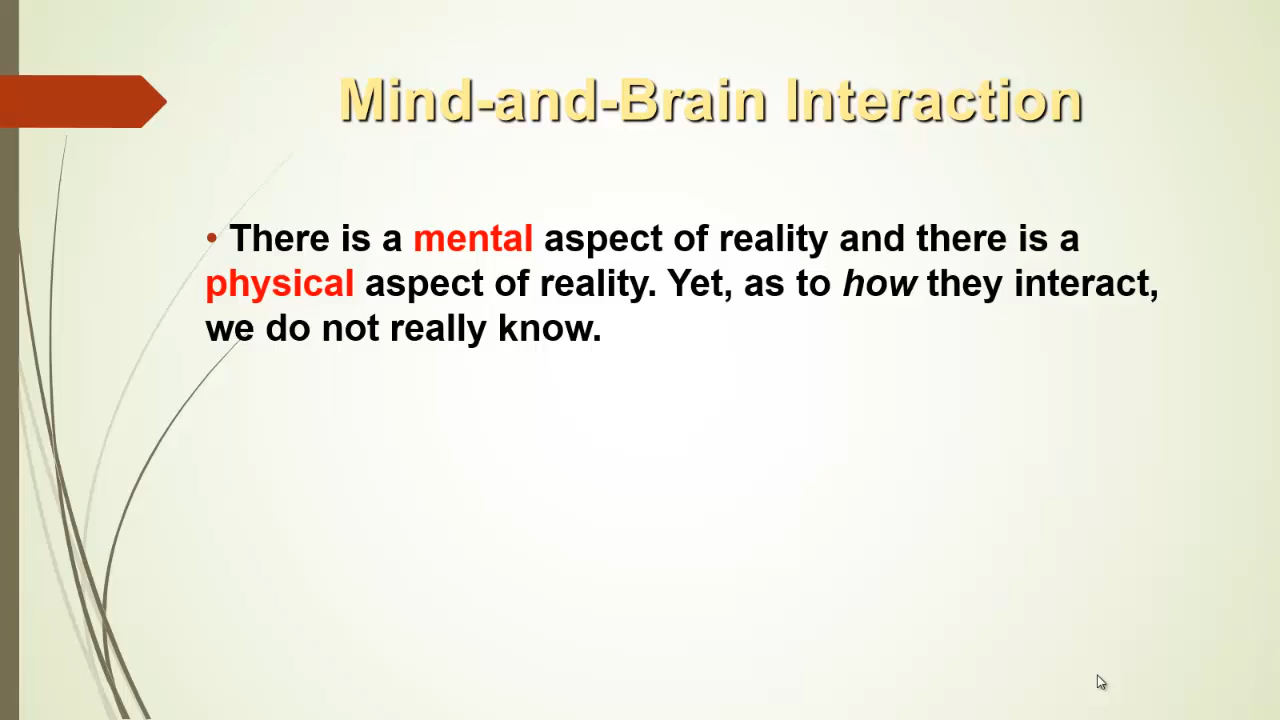 Mind-and-Brain Interaction
• There is a mental aspect of reality and there is a
physical aspect of reality. Yet, as to how they interact,
we do not really know.